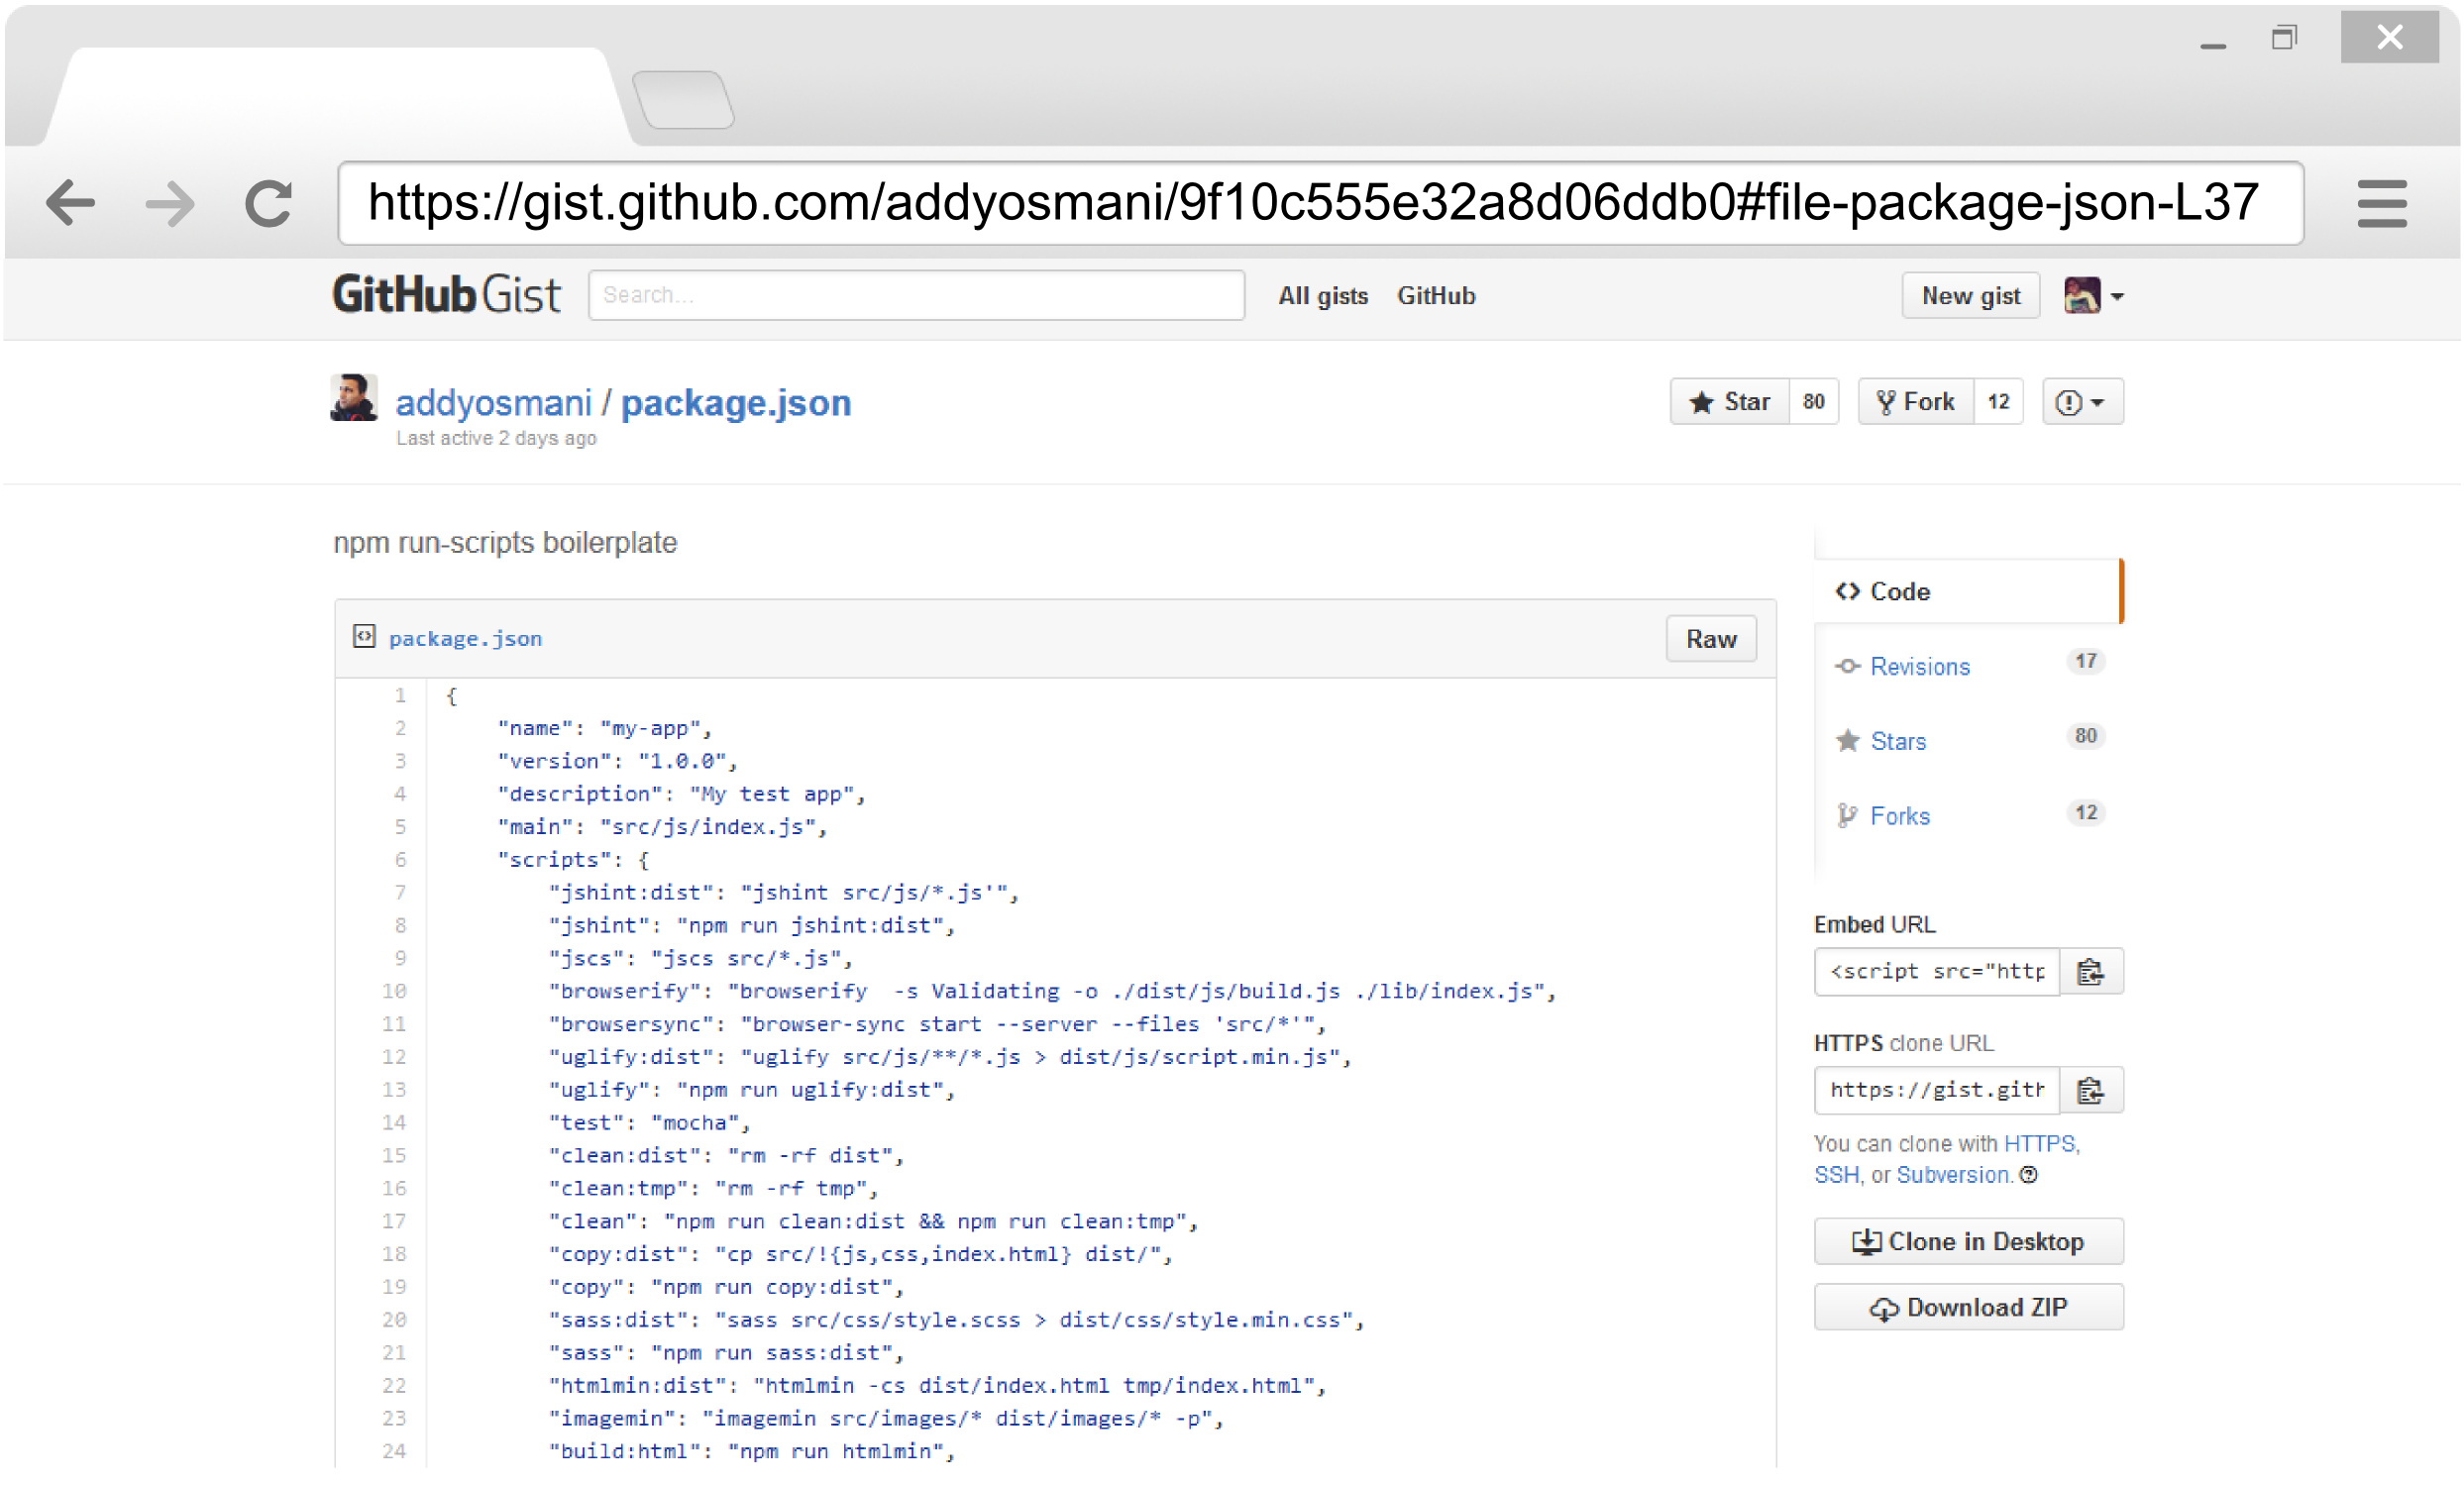 https://gist.github.com/addyosmani/9f10c555e32a8d06ddb0#file-package-json-L37
GitHub Gist Search... All gists GitHub New gist
addyosmani / package.json Star 80 Fork 12
Last active 2 days ago
npm run-scripts boilerplate
package.json Raw
1 {
2 "name": "my-app",
3 "version": "1.0.0",
4 "description": "My test app",
5 "main": "src/js/index.js",
6 "scripts": {
7 "jshint:dist": "jshint src/js/*.js'",
8 "jshint": "npm run jshint:dist",
9 "jscs": "jscs src/*.js",
10 "browserify": "browserify  -s Validating -o ./dist/js/build.js ./lib/index.js",
11 "browsersync": "browser-sync start --server --files 'src/*'",
12 "uglify:dist": "uglify src/js/**/*.js > dist/js/script.min.js",
13 "uglify": "npm run uglify:dist",
14 "test": "mocha",
15 "clean:dist": "rm -rf dist",
16 "clean:tmp": "rm -rf tmp",
17 "clean": "npm run clean:dist && npm run clean:tmp",
18 "copy:dist": "cp src/!{js,css,index.html} dist/",
19 "copy": "npm run copy:dist",
20 "sass:dist": "sass src/css/style.scss > dist/css/style.min.css",
21 "sass": "npm run sass:dist",
22 "htmlmin:dist": "htmlmin -cs dist/index.html tmp/index.html",
23 "imagemin": "imagemin src/images/* dist/images/* -p",
24 "build:html": "npm run htmlmin",
Code
Revisions 17
Stars 80
Forks 12
Embed URL
<script src="http
HTTPS clone URL
https://gist.gith
You can clone with HTTPS,
SSH, or Subversion.
Clone in Desktop
Download ZIP